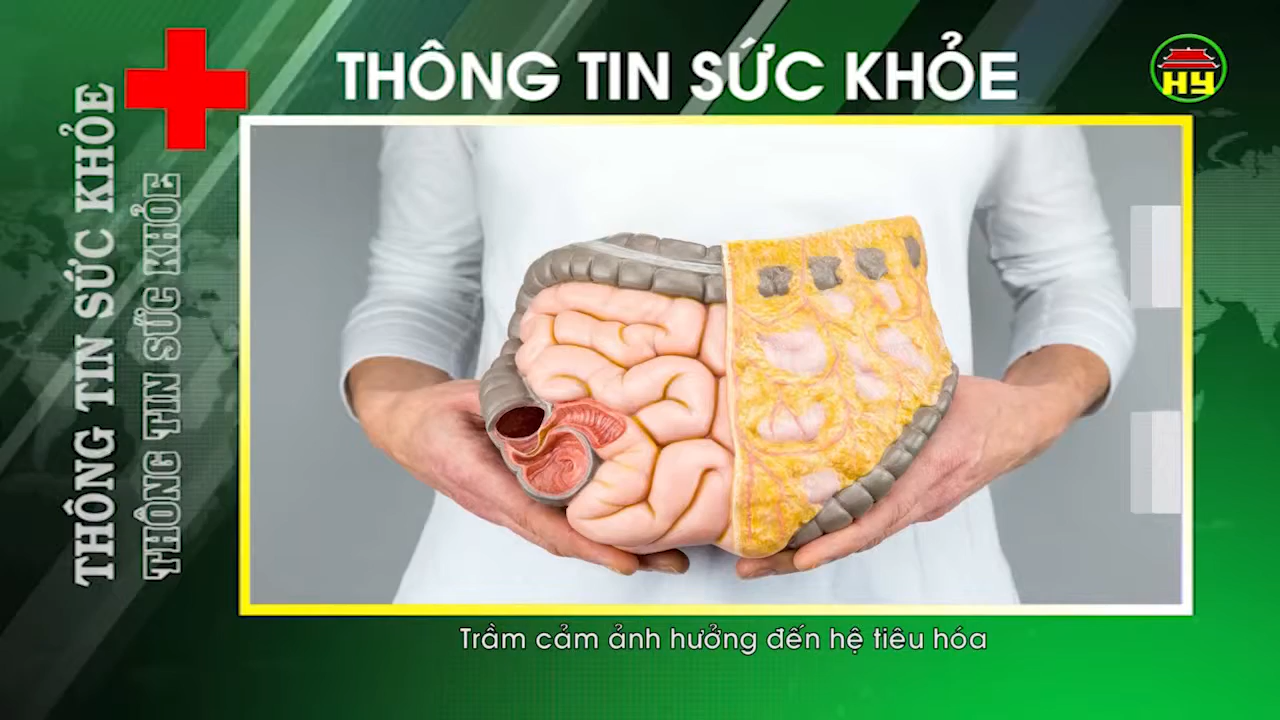 THÔNG TIN SỨC KHỎE
HY
THÔNG TIN SỨC KHỎE
THÔNG TIN SỨC KHỎE
Trầm cảm ảnh hưởng đến hệ tiêu hóa